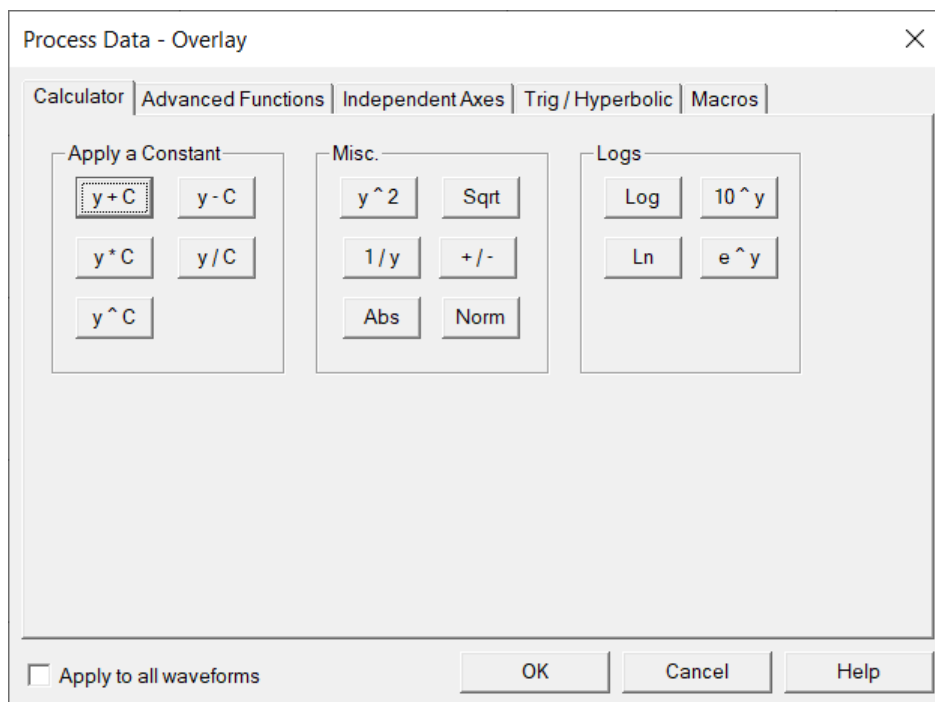 Process Data - Overlay
Calculator Advanced Functions Independent Axes Trig / Hyperbolic Macros
Apply a Constant Misc. Logs
y + C y - C y ^ 2 Sqrt Log 10 ^ y
y * C y / C 1 / y + / - Ln e ^ y
y ^ C Abs Norm
Apply to all waveforms OK Cancel Help